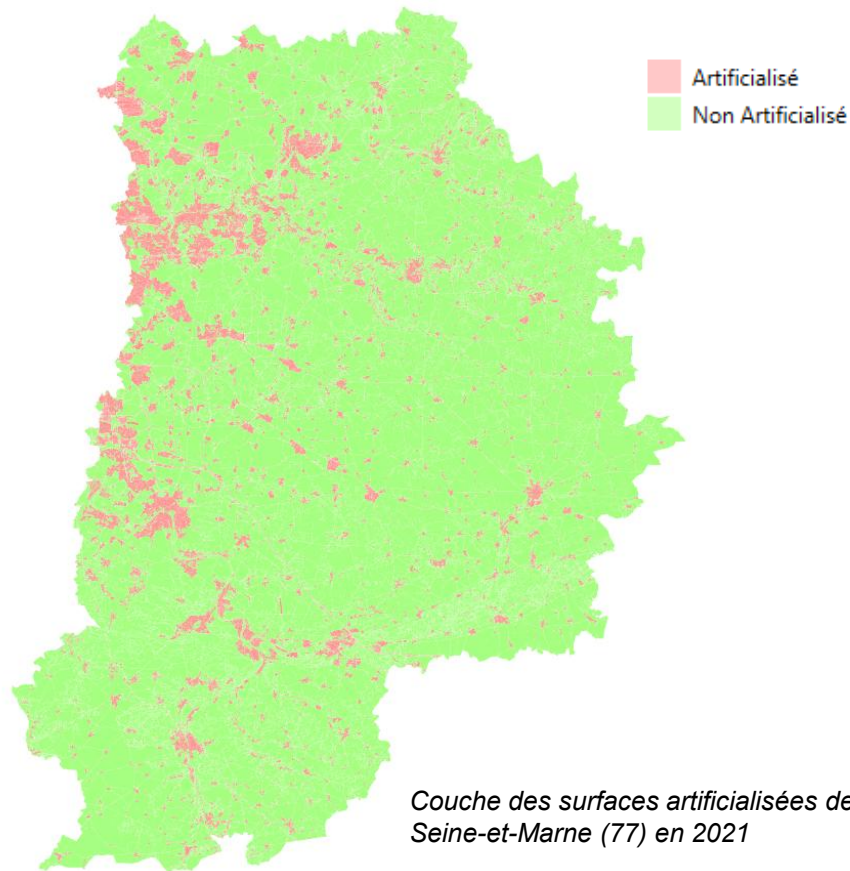 Artificialisé
Non Artificialisé
Couche des surfaces artificialisées de
Seine-et-Marne (77) en 2021